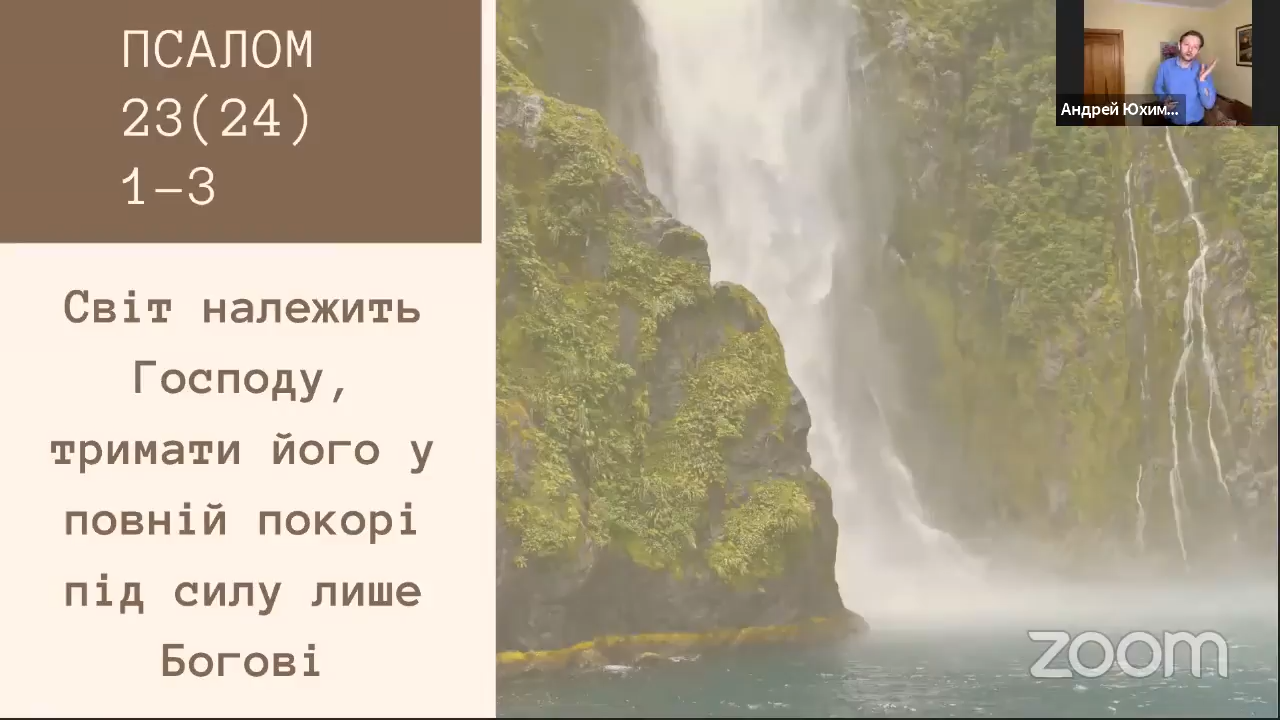 ПСАЛОМ
23(24)
1–3
Світ належить
Господу,
тримати його у
повній покорі
під силу лише
Богові
Андрей Юхим...
zoom